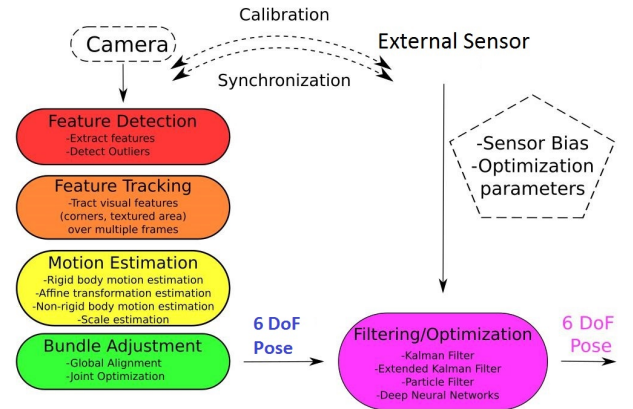 Calibration
Camera
External Sensor
Synchronization
Feature Detection
-Extract features
-Detect Outliers
-Sensor Bias
-Optimization
parameters
Feature Tracking
-Tract visual features
(corners, textured area)
over multiple frames
Motion Estimation
-Rigid body motion estimation
-Affine transformation estimation
-Non-rigid body motion estimation
-Scale estimation
Bundle Adjustment
-Global Alignment
-Joint Optimization
6 DoF
Pose
Filtering/Optimization
-Kalman Filter
-Extended Kalman Filter
-Particle Filter
-Deep Neural Networks
6 DoF
Pose